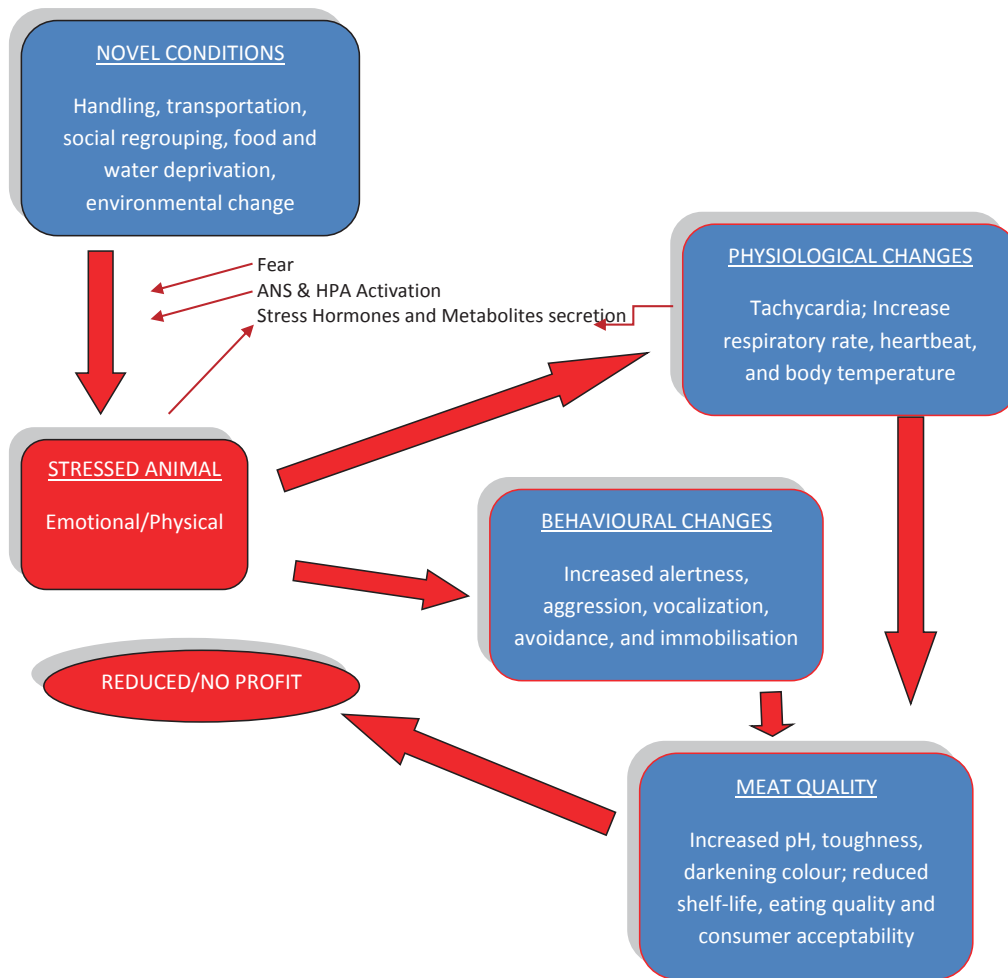 NOVEL CONDITIONS
Handling, transportation,
social regrouping, food and
water deprivation,
environmental change
Fear
ANS & HPA Activation
Stress Hormones and Metabolites secretion
PHYSIOLOGICAL CHANGES
Tachycardia; Increase
respiratory rate, heartbeat,
and body temperature
STRESSED ANIMAL
Emotional/Physical
BEHAVIOURAL CHANGES
Increased alertness,
aggression, vocalization,
avoidance, and immobilisation
REDUCED/NO PROFIT
MEAT QUALITY
Increased pH, toughness,
darkening colour; reduced
shelf-life, eating quality and
consumer acceptability